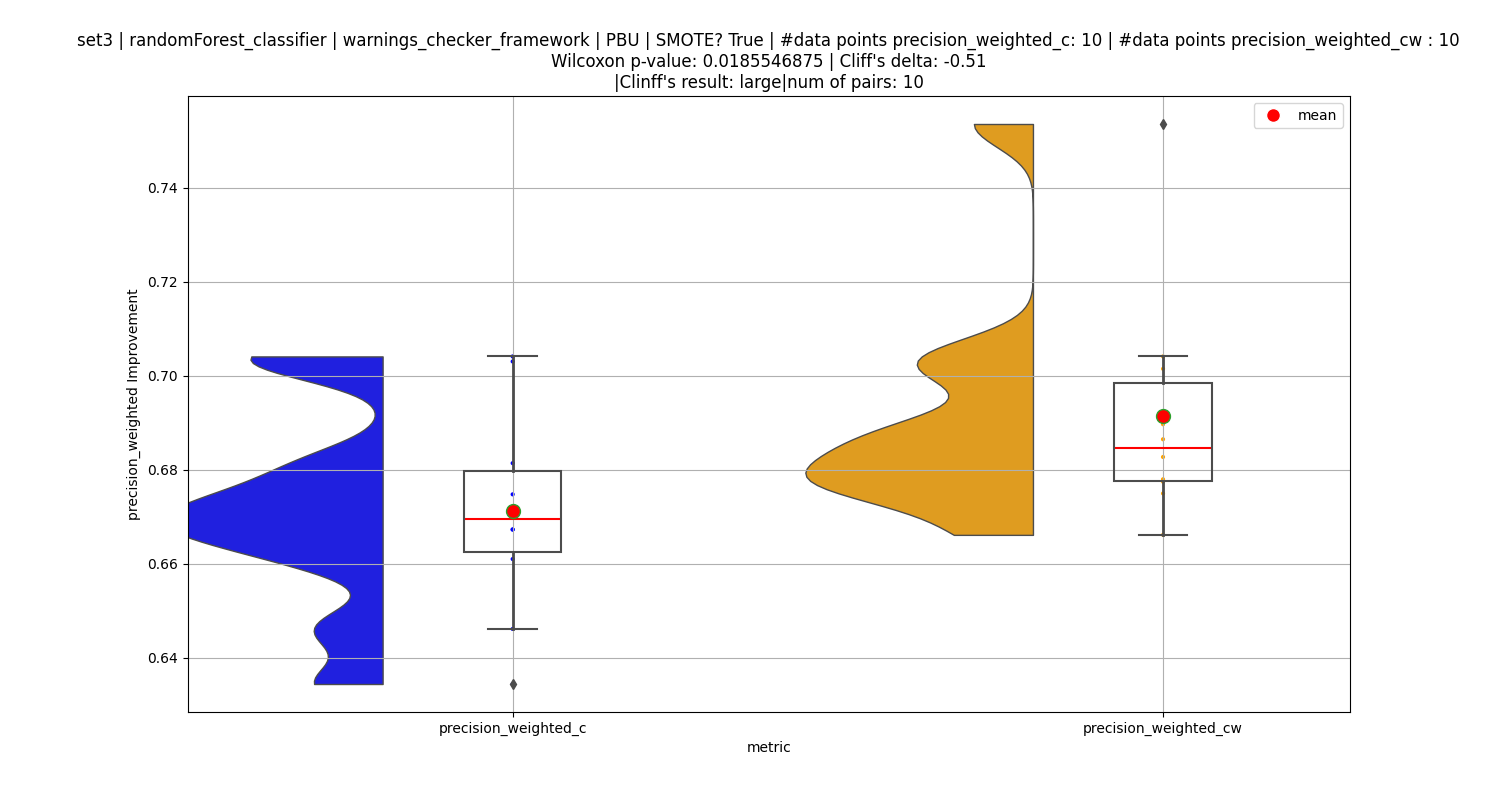 set3 | randomForest_classifier | warnings_checker_framework | PBU | SMOTE? True | #data points precision_weighted_c: 10 | #data points precision_weighted_cw : 10
Wilcoxon p-value: 0.0185546875 | Cliff's delta: -0.51
|Clinff's result: large|num of pairs: 10
mean
0.74
0.72
0.70
0.68
0.66
0.64
precision_weighted Improvement
precision_weighted_c
precision_weighted_cw
metric